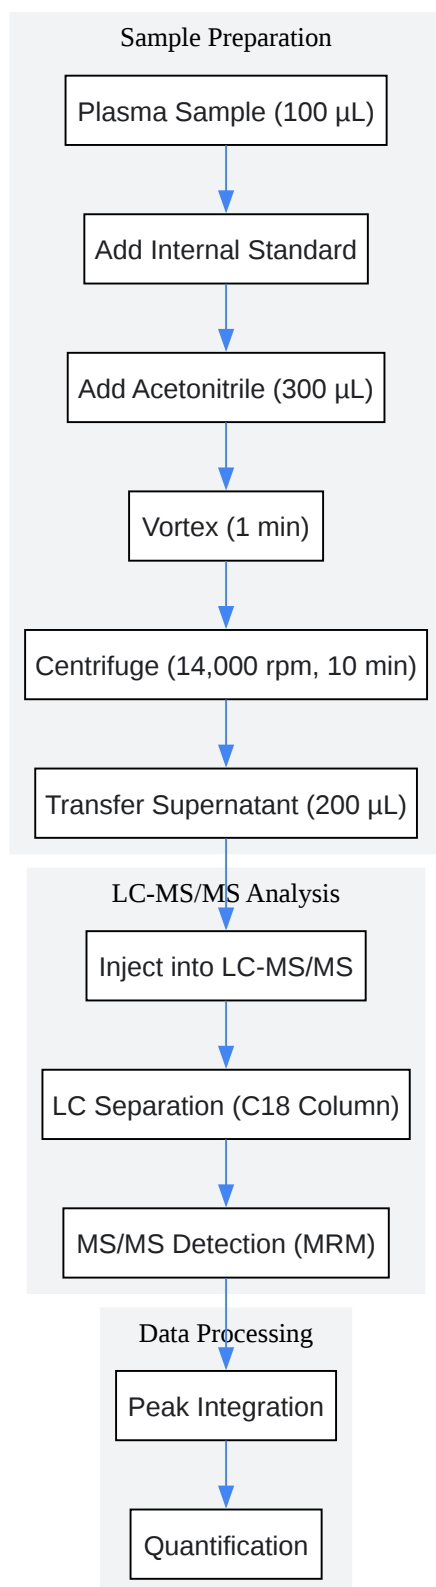 Sample Preparation
Plasma Sample (100 µL)
Add Internal Standard
Add Acetonitrile (300 µL)
Vortex (1 min)
Centrifuge (14,000 rpm, 10 min)
Transfer Supernatant (200 µL)
LC-MS/MS Analysis
Inject into LC-MS/MS
LC Separation (C18 Column)
MS/MS Detection (MRM)
Data Processing
Peak Integration
Quantification